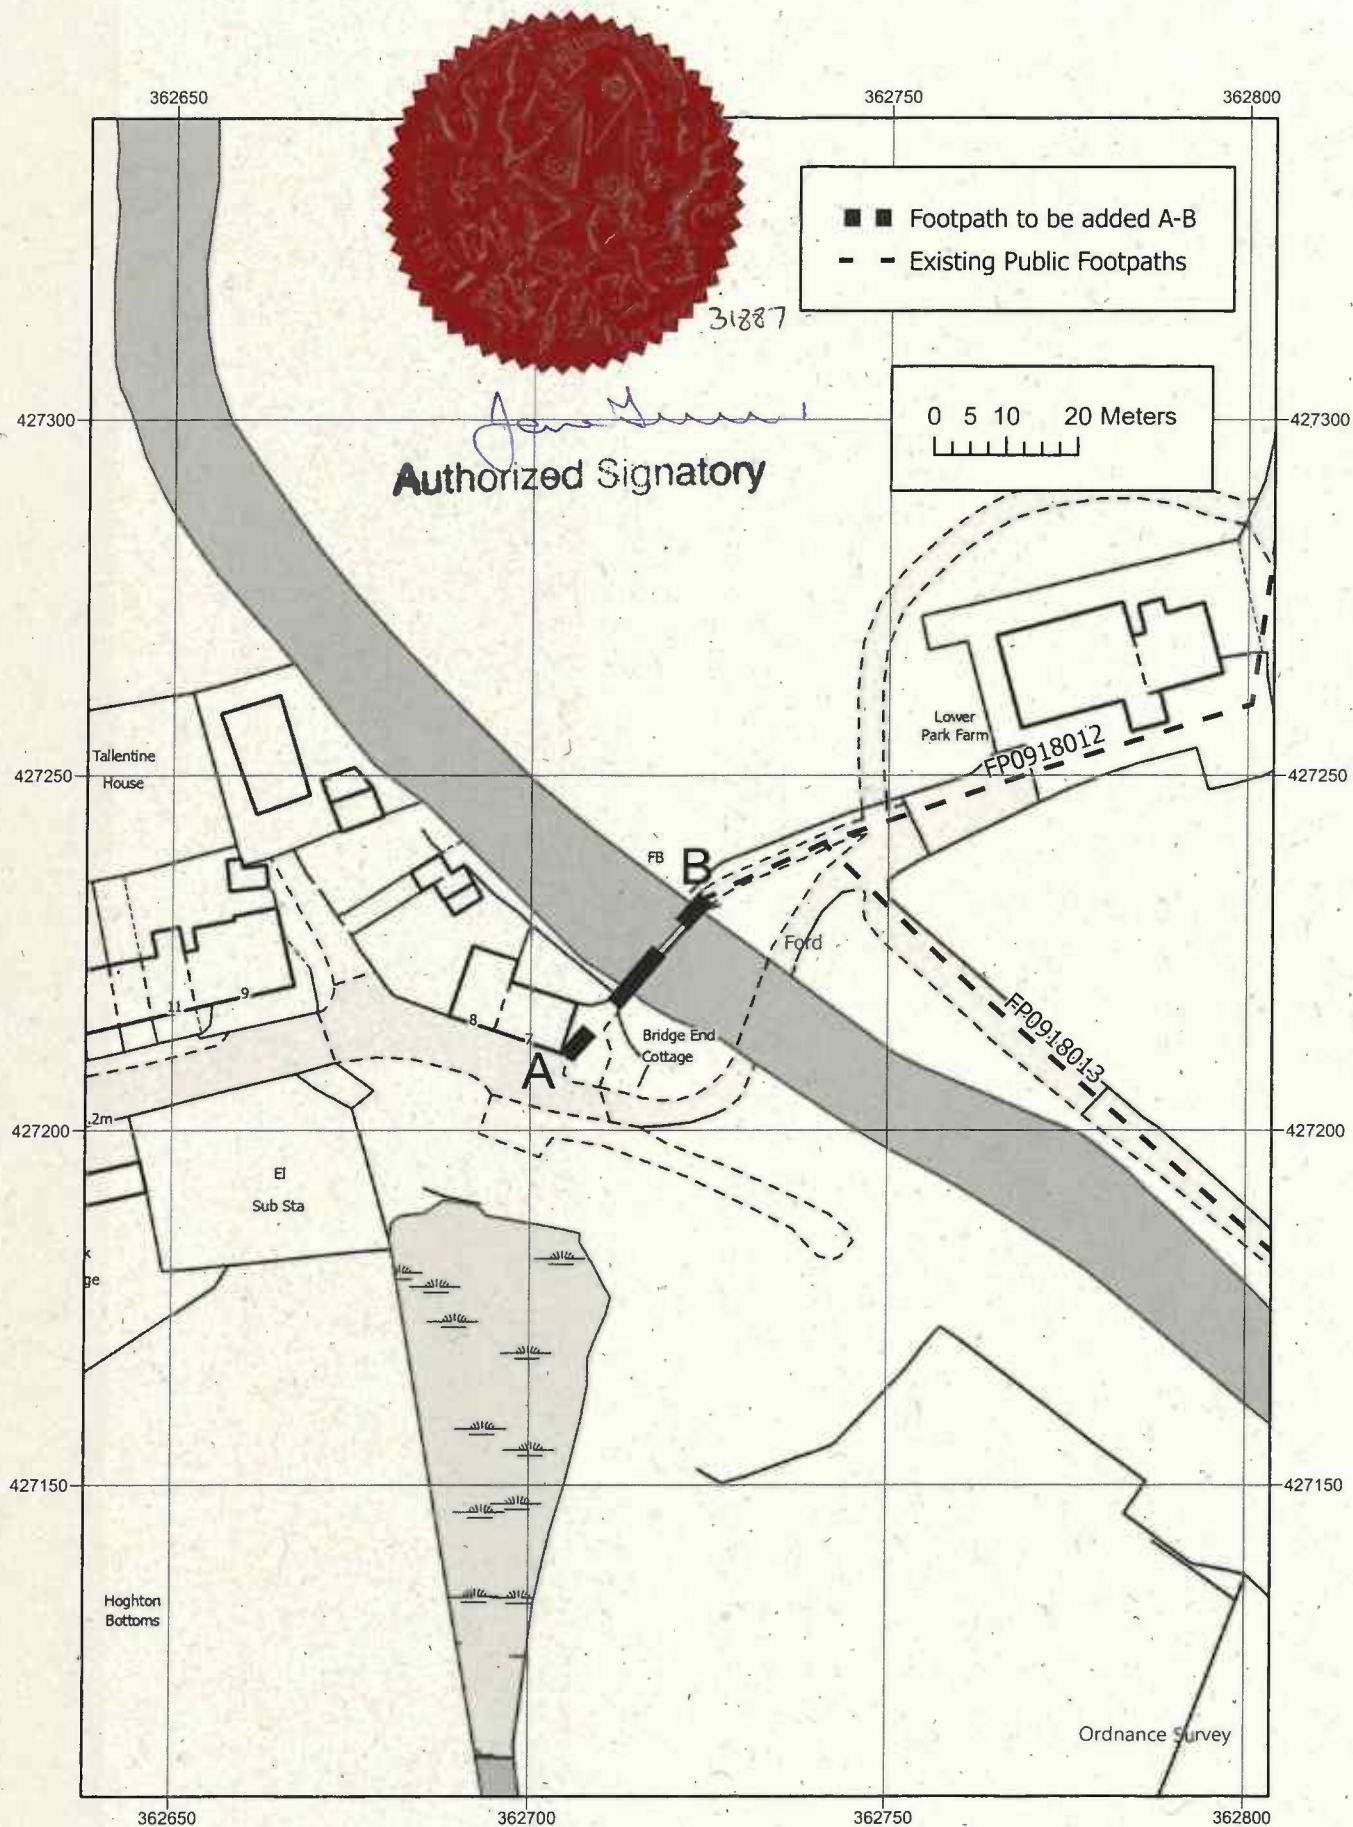 362650
362750
362800
Footpath to be added A-B
Existing Public Footpaths
31887
427300
0 5 10 20 Meters
427300
Authorized Signatory
Lower
Park Farm
FP0918012
Tallentine
House
427250
427250
FB
B
Ford
11
9
8
7
A
Bridge End
Cottage
FP0918013
.2m
427200
427200
El
Sub Sta
ge
427150
427150
Hoghton
Bottoms
Ordnance Survey
362650
362700
362750
362800